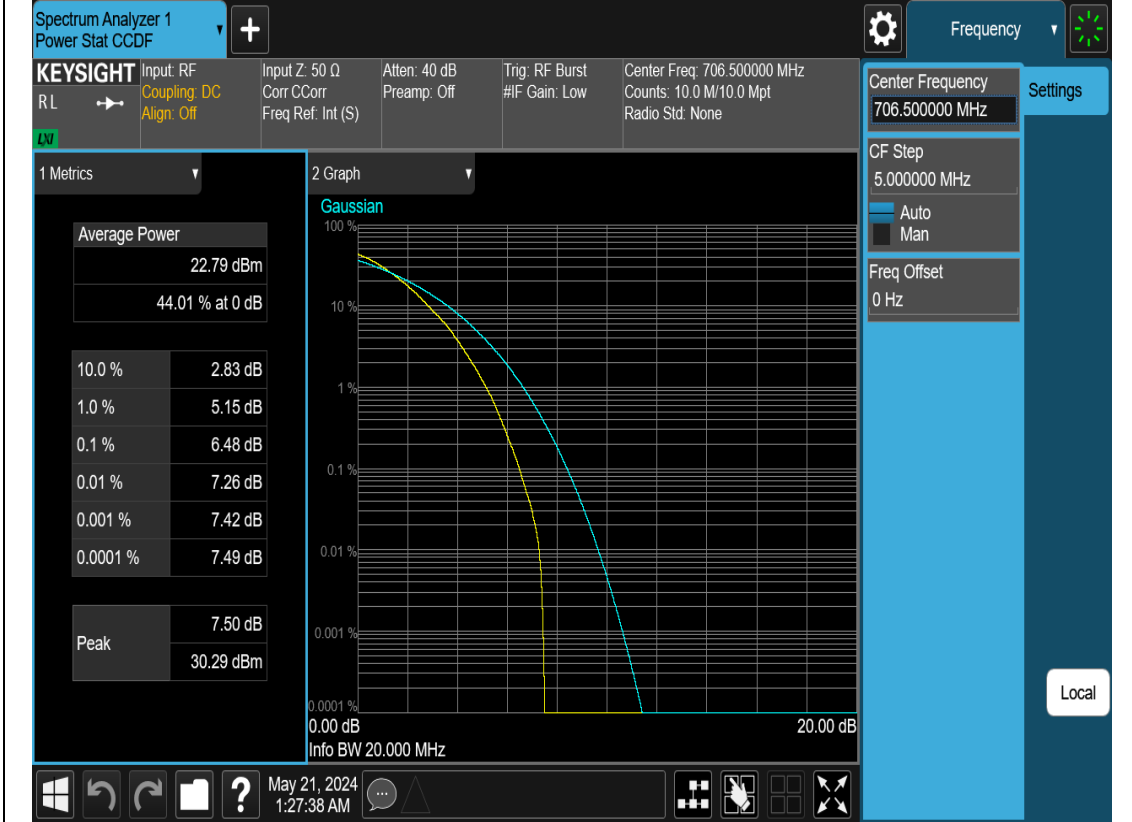 Spectrum Analyzer 1
Power Stat CCDF
Frequency
KEYSIGHT
RL
LXI
Input: RF
Coupling: DC
Align: Off
Input Z: 50 Ω
Corr CCorr
Freq Ref: Int (S)
Atten: 40 dB
Preamp: Off
Trig: RF Burst
#IF Gain: Low
Center Freq: 706.500000 MHz
Counts: 10.0 M/10.0 Mpt
Radio Std: None
Center Frequency
706.500000 MHz
Settings
CF Step
5.000000 MHz
Auto
Man
Freq Offset
0 Hz
Local
1 Metrics
Average Power
22.79 dBm
44.01 % at 0 dB
10.0 % 2.83 dB
1.0 % 5.15 dB
0.1 % 6.48 dB
0.01 % 7.26 dB
0.001 % 7.42 dB
0.0001 % 7.49 dB
Peak
7.50 dB
30.29 dBm
2 Graph
Gaussian
100 %
10 %
1 %
0.1 %
0.01 %
0.001 %
0.0001 %
0.00 dB 20.00 dB
Info BW 20.000 MHz
?
May 21, 2024
1:27:38 AM